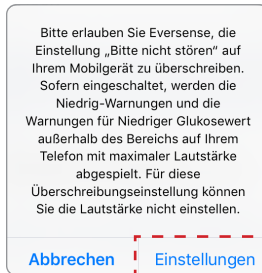 Bitte erlauben Sie Eversense, die
Einstellung „Bitte nicht stören“ auf
Ihrem Mobilgerät zu überschreiben.
Sofern eingeschaltet, werden die
Niedrig-Warnungen und die
Warnungen für Niedriger Glukosewert
außerhalb des Bereichs auf Ihrem
Telefon mit maximaler Lautstärke
abgespielt. Für diese
Überschreibungseinstellung können
Sie die Lautstärke nicht einstellen.
Abbrechen Einstellungen